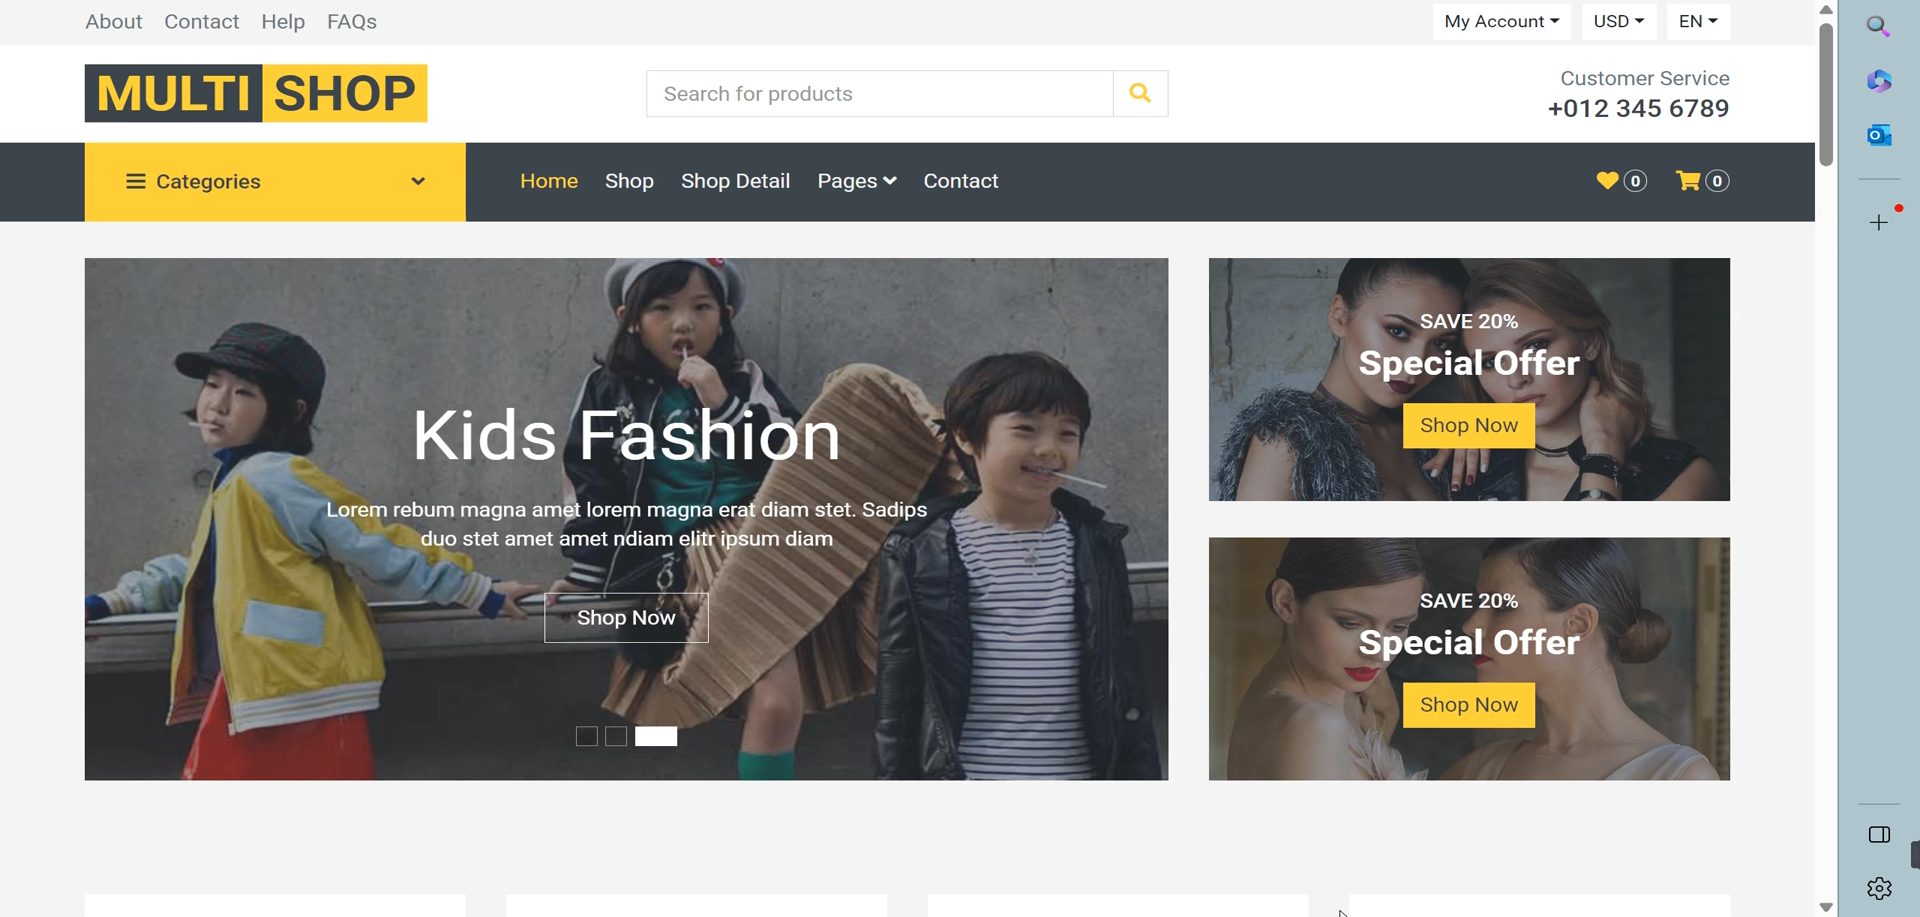 About Contact Help FAQs
My Account USD EN
MULTI SHOP
Search for products
Customer Service
+012 345 6789
Categories
Home Shop Shop Detail Pages Contact
0 0
Kids Fashion
Lorem rebum magna amet lorem magna erat diam stet. Sadips
duo stet amet amet ndiam elitr ipsum diam
Shop Now
SAVE 20%
Special Offer
Shop Now
SAVE 20%
Special Offer
Shop Now